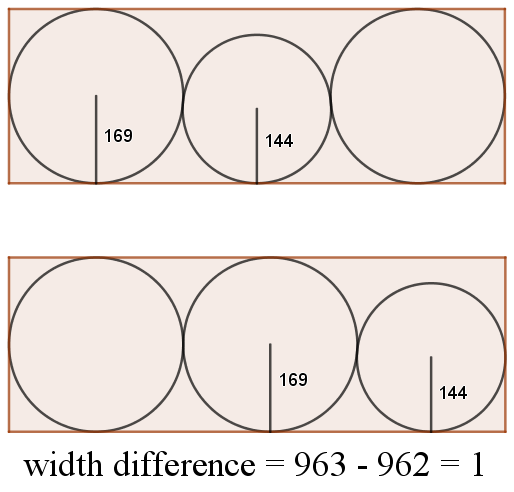 169
144
169
144
width difference = 963 - 962 = 1